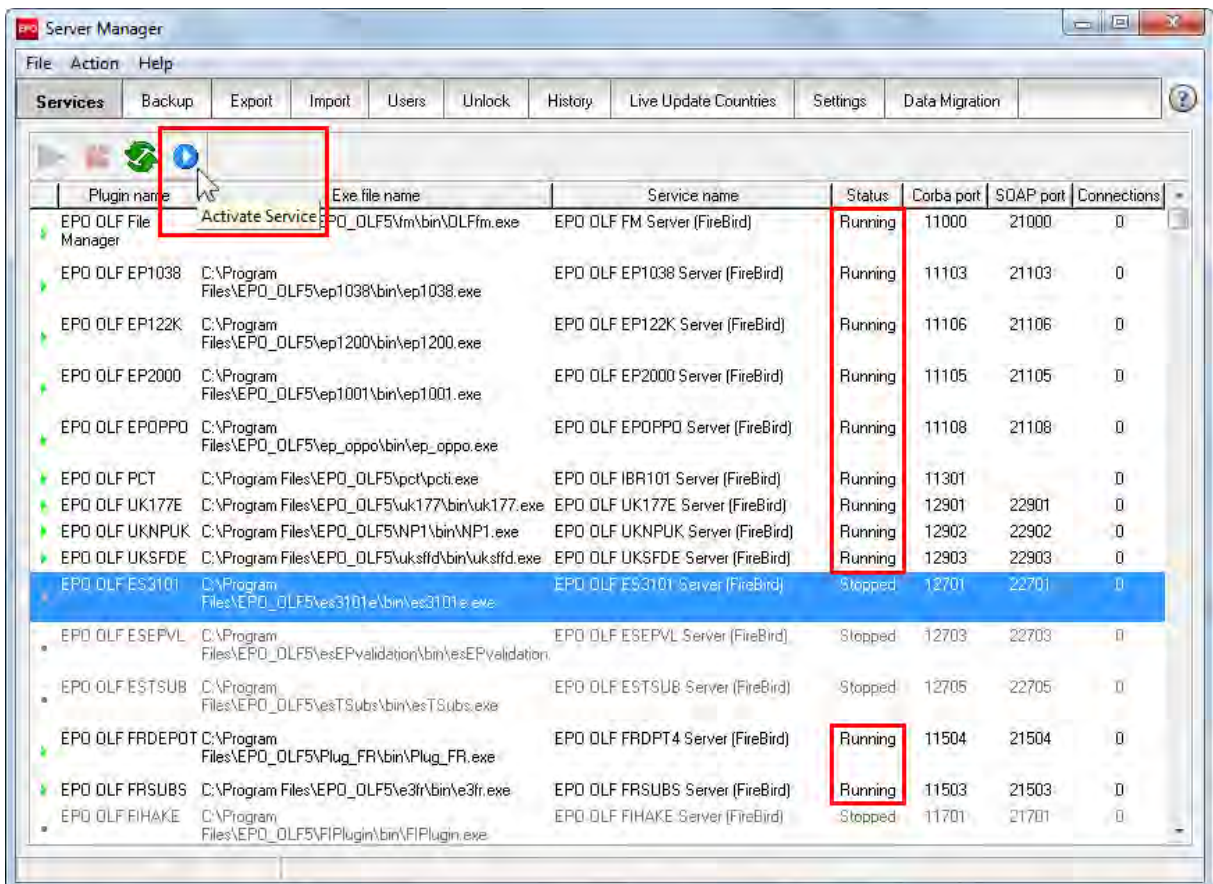 EPO Server Manager
File Action Help
Services Backup Export Import Users Unlock History Live Update Countries Settings Data Migration ?
Plugin name Exe file name Service name Status Corba port SOAP port Connections
Activate Service
EPO OLF File EPO_OLF5\fm\bin\OLFfm.exe EPO OLF FM Server (FireBird) Running 11000 21000 0
Manager
EPO OLF EP1038 C:\Program EPO OLF EP1038 Server (FireBird) Running 11103 21103 0
Files\EPO_OLF5\ep1038\bin\ep1038.exe
EPO OLF EP122K C:\Program EPO OLF EP122K Server (FireBird) Running 11106 21106 0
Files\EPO_OLF5\ep1200\bin\ep1200.exe
EPO OLF EP2000 C:\Program EPO OLF EP2000 Server (FireBird) Running 11105 21105 0
Files\EPO_OLF5\ep1001\bin\ep1001.exe
EPO OLF EPOPPO C:\Program EPO OLF EPOPPO Server (FireBird) Running 11108 21108 0
Files\EPO_OLF5\ep_oppo\bin\ep_oppo.exe
EPO OLF PCT C:\Program Files\EPO_OLF5\pct\pcti.exe EPO OLF IBR101 Server (FireBird) Running 11301 0
EPO OLF UK177E C:\Program Files\EPO_OLF5\uk177\bin\uk177.exe EPO OLF UK177E Server (FireBird) Running 12901 22901 0
EPO OLF UKNPUK C:\Program Files\EPO_OLF5\NP1\bin\NP1.exe EPO OLF UKNPUK Server (FireBird) Running 12902 22902 0
EPO OLF UKSFDE C:\Program Files\EPO_OLF5\uksffd\bin\uksffd.exe EPO OLF UKSFDE Server (FireBird) Running 12903 22903 0
EPO OLF ES3101 C:\Program EPO OLF ES3101 Server (FireBird) Stopped 12701 22701 0
Files\EPO_OLF5\es3101e\bin\es3101e.exe
EPO OLF ESEPVL C:\Program EPO OLF ESEPVL Server (FireBird) Stopped 12703 22703 0
Files\EPO_OLF5\esEPvalidation\bin\esEPvalidation.
EPO OLF ESTSUB C:\Program EPO OLF ESTSUB Server (FireBird) Stopped 12705 22705 0
Files\EPO_OLF5\esTSubs\bin\esTSubs.exe
EPO OLF FRDEPOT C:\Program EPO OLF FRDPT4 Server (FireBird) Running 11504 21504 0
Files\EPO_OLF5\Plug_FR\bin\Plug_FR.exe
EPO OLF FRSUBS C:\Program Files\EPO_OLF5\e3fr\bin\e3fr.exe EPO OLF FRSUBS Server (FireBird) Running 11503 21503 0
EPO OLF FIHAKE C:\Program EPO OLF FIHAKE Server (FireBird) Stopped 11701 21701 0
Files\EPO_OLF5\FIPlugin\bin\FIPlugin.exe